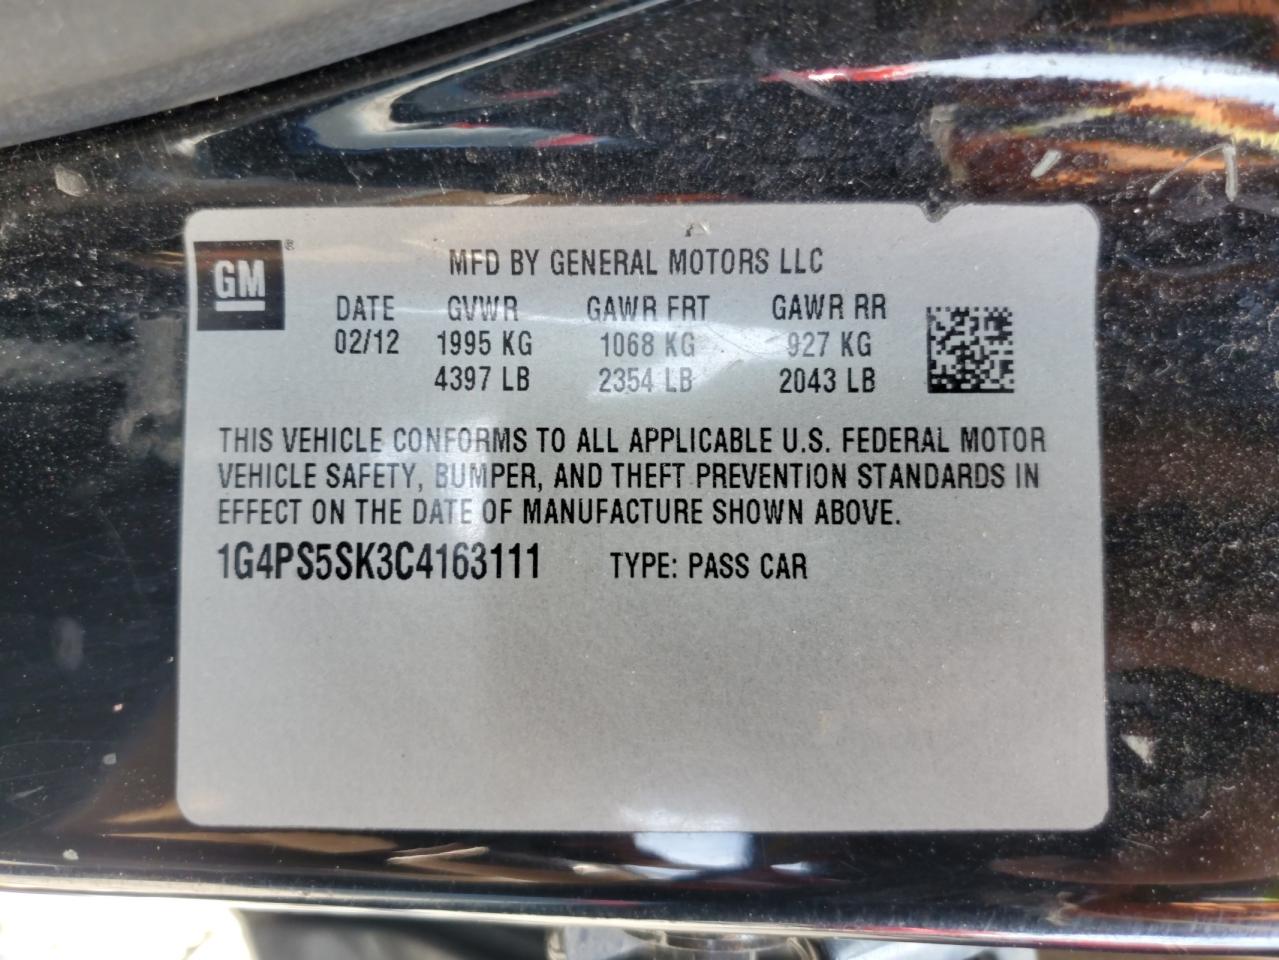 GM®
MFD BY GENERAL MOTORS LLC
DATE GVWR GAWR FRT GAWR RR
02/12 1995 KG 1068 KG 927 KG
4397 LB 2354 LB 2043 LB
THIS VEHICLE CONFORMS TO ALL APPLICABLE U.S. FEDERAL MOTOR
VEHICLE SAFETY, BUMPER, AND THEFT PREVENTION STANDARDS IN
EFFECT ON THE DATE OF MANUFACTURE SHOWN ABOVE.
1G4PS5SK3C4163111 TYPE: PASS CAR